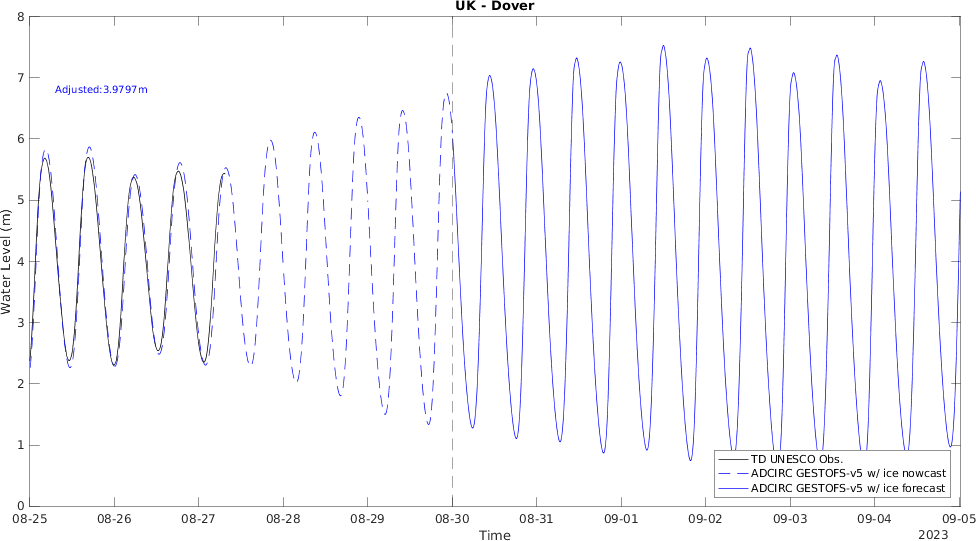 UK - Dover
8
7
6
5
4
3
2
1
0
Water Level (m)
Adjusted:3.9797m
TD UNESCO Obs.
ADCIRC GESTOFS-v5 w/ ice nowcast
ADCIRC GESTOFS-v5 w/ ice forecast
08-25 08-26 08-27 08-28 08-29 08-30 08-31 09-01 09-02 09-03 09-04 09-05
Time
2023